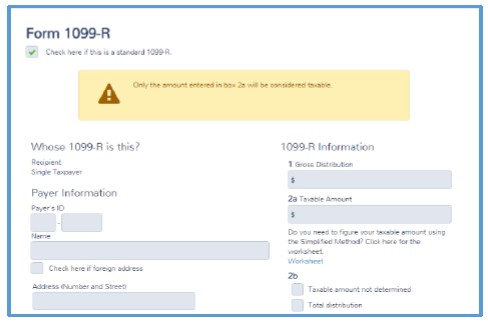 Form 1099-R
Check here if this is a standard 1099-R.
Only the amount entered in box 2a will be considered taxable.
Whose 1099-R is this?
Recipient
Single Taxpayer
Payer Information
Payer's ID
-
Name
Check here if foreign address
Address (Number and Street)
1099-R Information
1 Gross Distribution
$
2a Taxable Amount
$
Do you need to figure your taxable amount using
the Simplified Method? Click here for the
worksheet.
Worksheet
2b
Taxable amount not determined
Total distribution